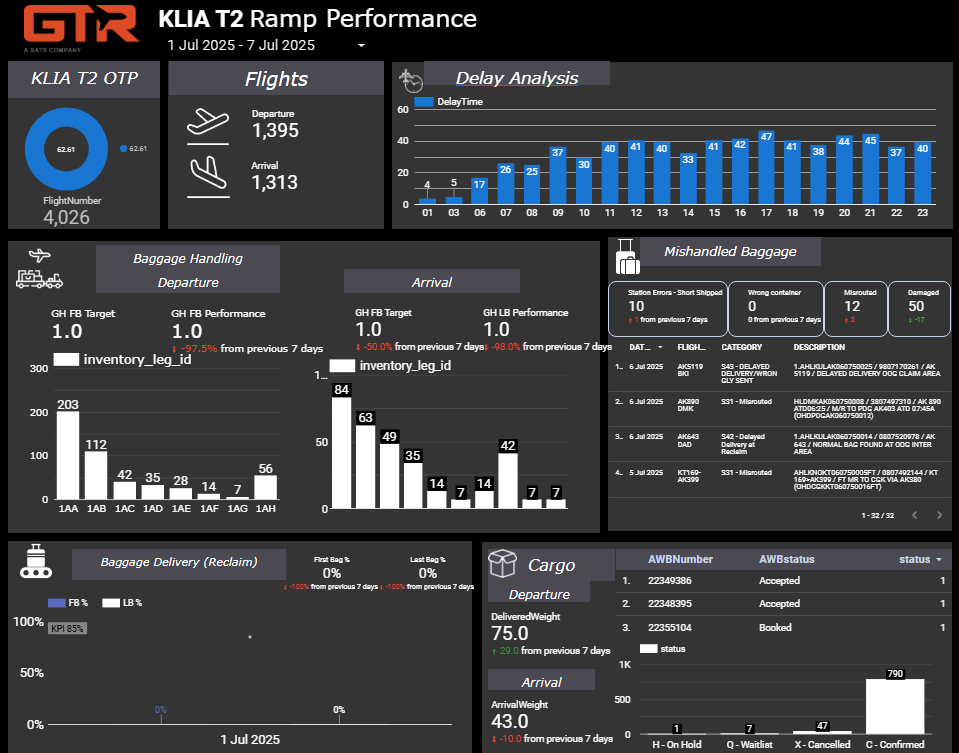 GTR
A SATS COMPANY
KLIA T2 Ramp Performance
1 Jul 2025 - 7 Jul 2025
KLIA T2 OTP
62.61
62.61
FlightNumber
4,026
Flights
Departure
1,395
Arrival
1,313
Delay Analysis
DelayTime
60
40
20
0
4 5 17 26 25 37 30 40 41 40 33 41 42 47 41 38 44 45 37 40
01 03 06 07 08 09 10 11 12 13 14 15 16 17 18 19 20 21 22 23
Baggage Handling
Departure
GH FB Target
1.0
GH FB Performance
1.0
-97.5% from previous 7 days
inventory_leg_id
300
200
100
0
203 112 42 35 28 14 7 56
1AA 1AB 1AC 1AD 1AE 1AF 1AG 1AH
Arrival
GH FB Target
1.0
-50.0% from previous 7 days
GH LB Performance
1.0
-98.0% from previous 7 days
inventory_leg_id
1...
50
0
84 63 49 35 14 7 14 42 7 7
Mishandled Baggage
Station Errors - Short Shipped
10
1 from previous 7 days
Wrong container
0
0 from previous 7 days
Misrouted
12
2
Damaged
50
-17
DAT... FLIGH... CATEGORY DESCRIPTION
1.. 6 Jul 2025 AK5119 BKI S43 - DELAYED DELIVERY/WRONGLY SENT 1.AHLKULAK060750025 / 9807170261 / AK 5119 / DELAYED DELIVERY OOG CLAIM AREA
2.. 6 Jul 2025 AK890 DMK S31 - Misrouted HLDMKAK060750008 / 3807497310 / AK 890 ATD06:25 / M/R TO PDG AK403 ATD 07:45A (OHDPDGAK060750012)
3.. 6 Jul 2025 AK643 DAD S42 - Delayed Delivery at Reclaim 1.AHLKULAK060750014 / 0807520978 / AK 643 / NORMAL BAG FOUND AT OOG INTER AREA
4.. 5 Jul 2025 KT169-AK399 S31 - Misrouted AHLKNOKT060750005FT / 0807492144 / KT 169>AK399 / FT MR TO CGK VIA AK380 (OHDCGKKT060750016FT)
1 - 32 / 32
Baggage Delivery (Reclaim)
First Bag %
0%
-100% from previous 7 days
Last Bag %
0%
-100% from previous 7 days
FB %
LB %
100%
KPI 85%
50%
0%
0%
0%
1 Jul 2025
Cargo
Departure
DeliveredWeight
75.0
29.0 from previous 7 days
Arrival
ArrivalWeight
43.0
-10.0 from previous 7 days
AWBNumber AWBstatus status
1. 22349386 Accepted 1
2. 22348395 Accepted 1
3. 22355104 Booked 1
status
1K
500
0
1 7 47 790
H - On Hold Q - Waitlist X - Cancelled C - Confirmed